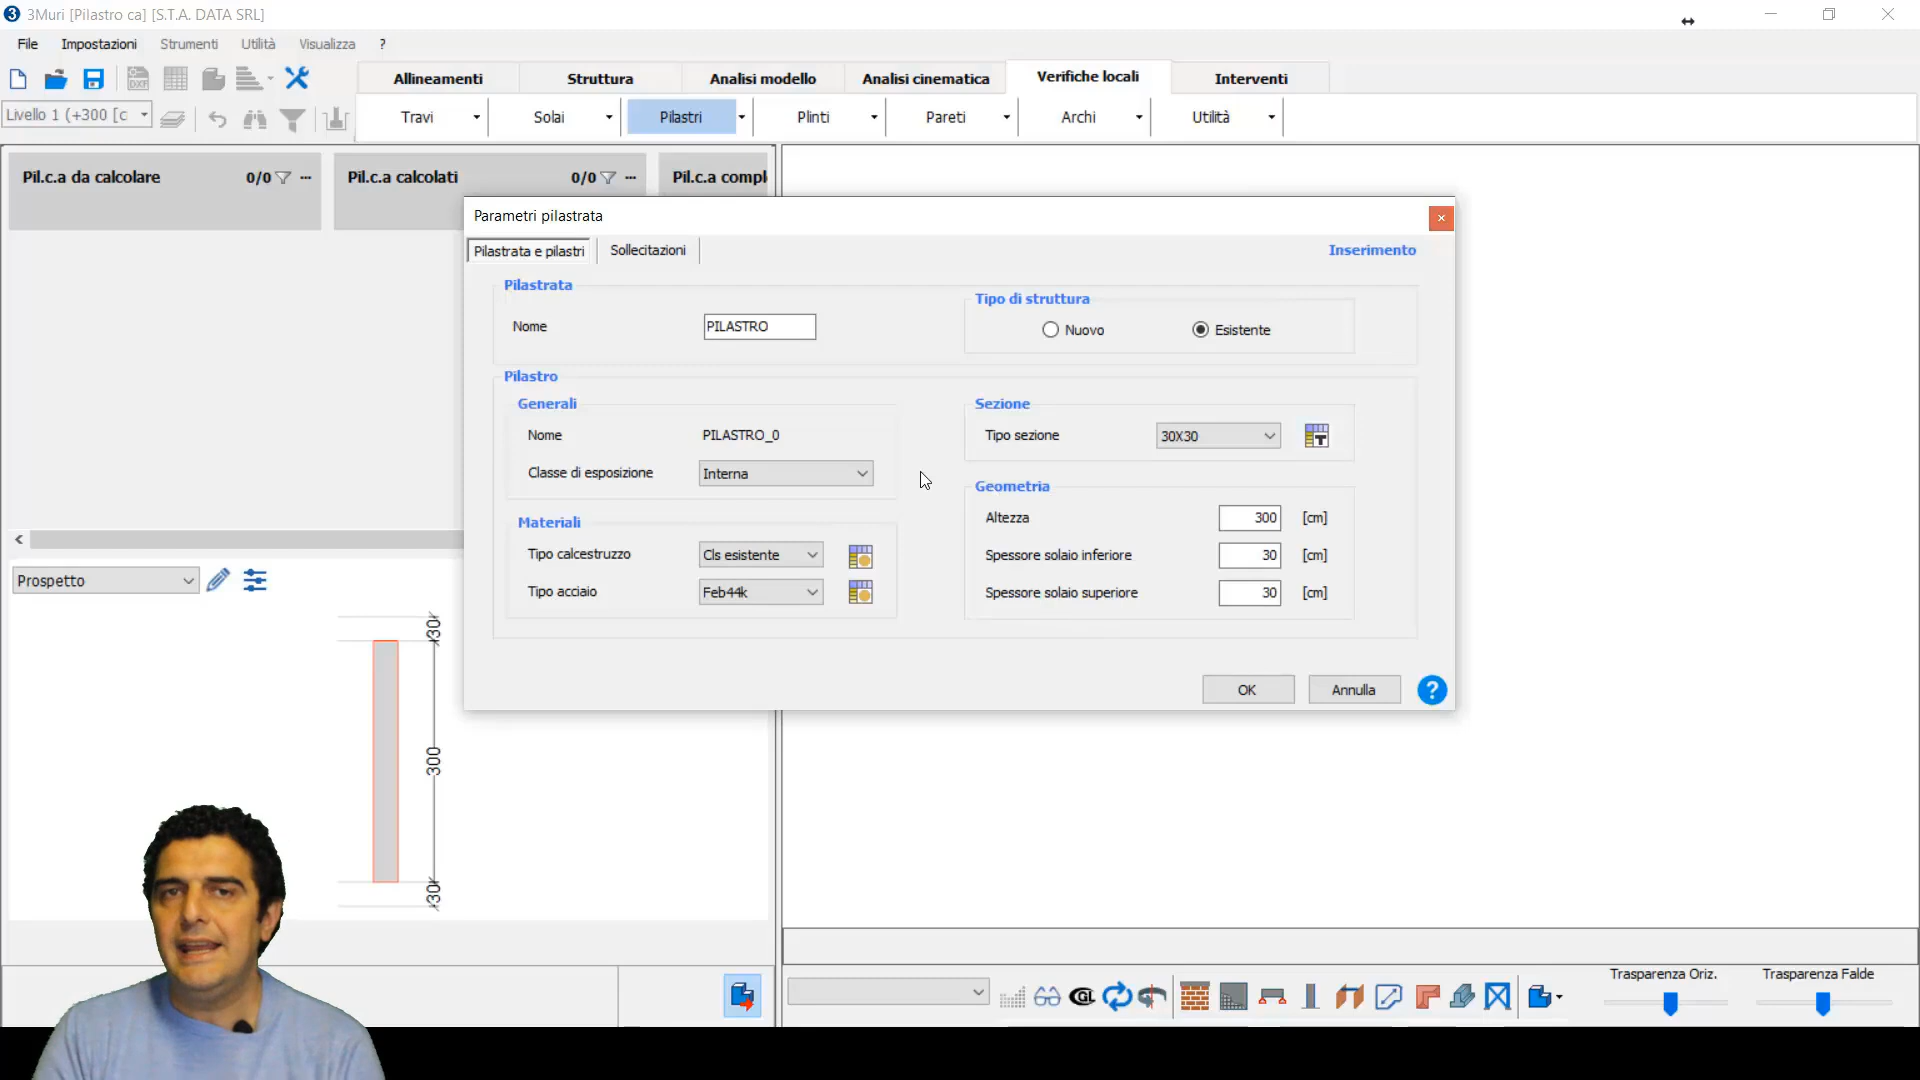 3Muri [Pilastro ca] [S.T.A. DATA SRL]
File Impostazioni Strumenti Utilità Visualizza ?
DXF
Allineamenti Struttura Analisi modello Analisi cinematica Verifiche locali Interventi
Livello 1 (+300 [c
Travi Solai Pilastri Plinti Pareti Archi Utilità
Pil.c.a da calcolare 0/0 ...
Pil.c.a calcolati 0/0 ...
Pil.c.a compl
Parametri pilastrata
Pilastrata e pilastri Sollecitazioni Inserimento
Pilastrata
Nome PILASTRO
Tipo di struttura
Nuovo Esistente
Pilastro
Generali
Nome PILASTRO_0
Classe di esposizione Interna
Materiali
Tipo calcestruzzo Cls esistente
Tipo acciaio Feb44k
Sezione
Tipo sezione 30X30
Geometria
Altezza 300 [cm]
Spessore solaio inferiore 30 [cm]
Spessore solaio superiore 30 [cm]
OK Annulla ?
Prospetto
30
300
30
GL
Trasparenza Oriz. Trasparenza Falde